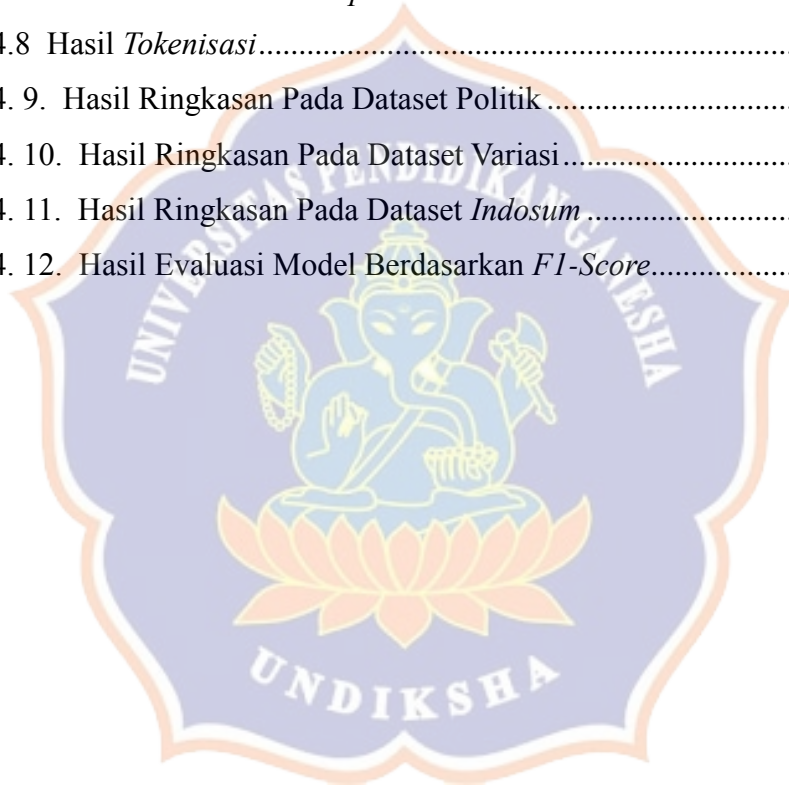 4.8 Hasil Tokenisasi....................................................................
4. 9. Hasil Ringkasan Pada Dataset Politik...............................
4. 10. Hasil Ringkasan Pada Dataset Variasi.............................
4. 11. Hasil Ringkasan Pada Dataset Indosum..........................
4. 12. Hasil Evaluasi Model Berdasarkan F1-Score..................
UNIVERSITAS PENDIDIKAN GANESHA
UNDIKSHA